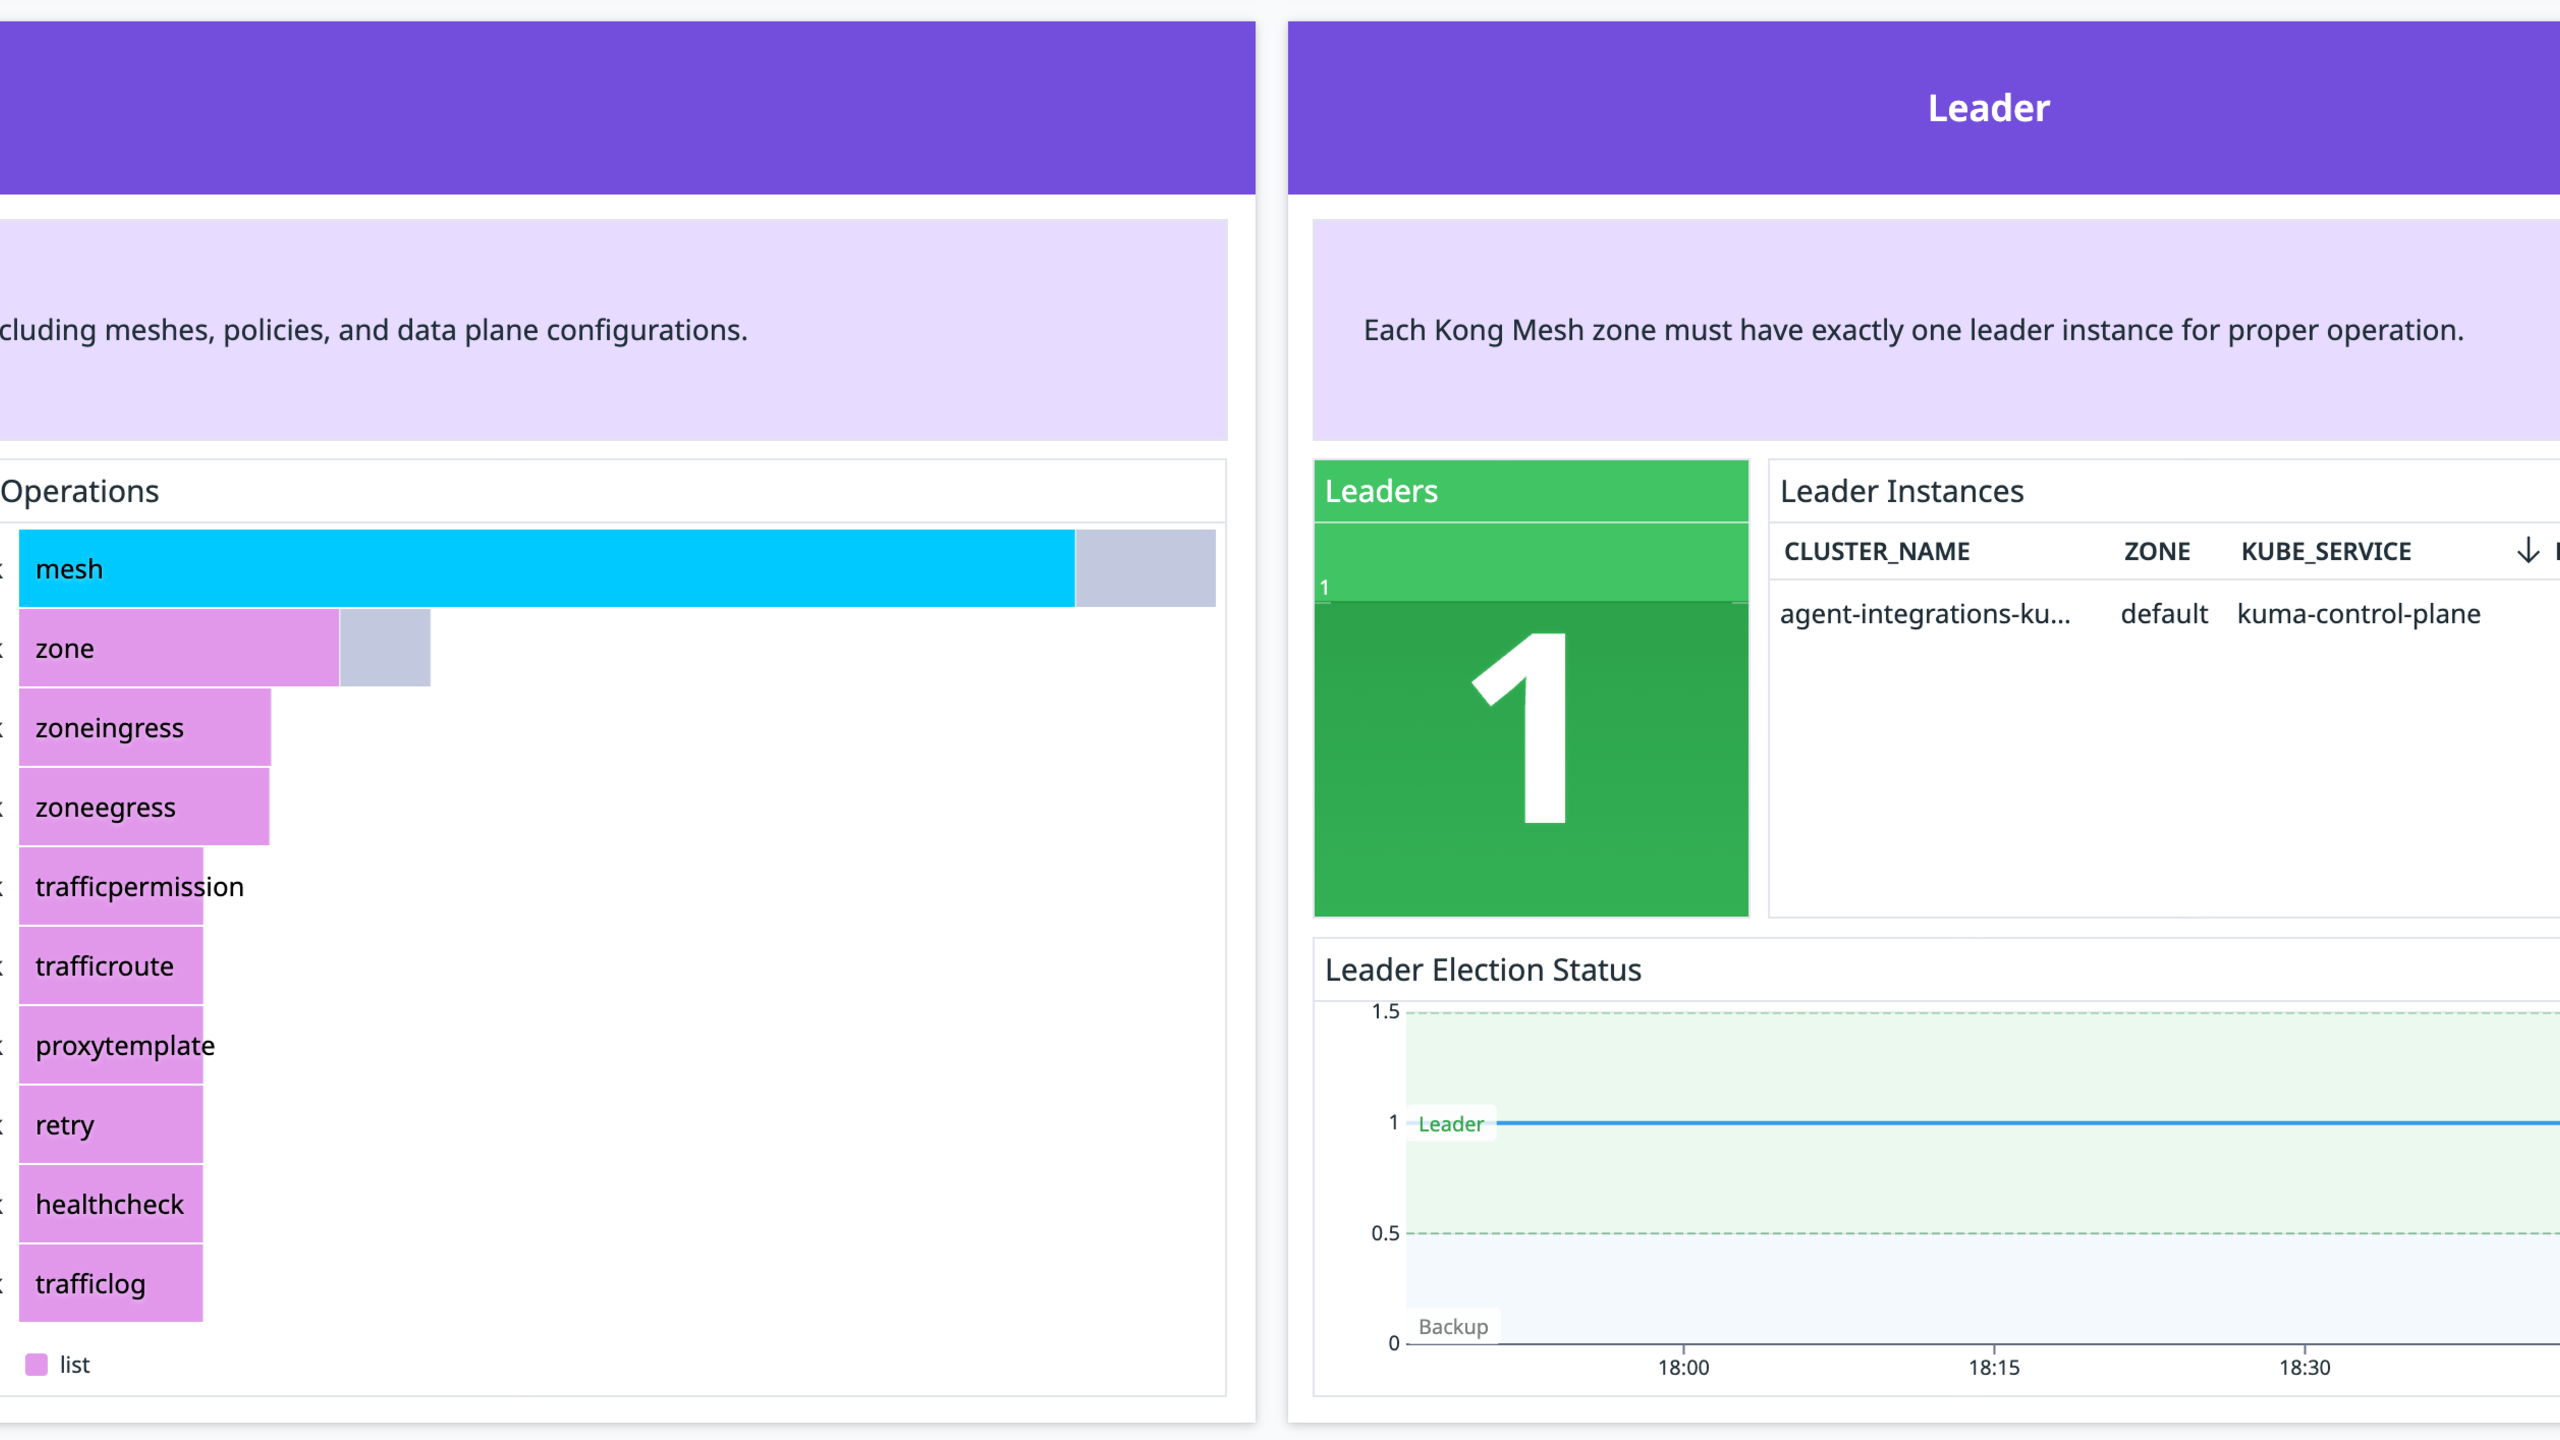 cluding meshes, policies, and data plane configurations.
Operations
mesh
zone
zoneingress
zoneegress
trafficpermission
trafficroute
proxytemplate
retry
healthcheck
trafficlog
list
Leader
Each Kong Mesh zone must have exactly one leader instance for proper operation.
Leaders
1
1
Leader Instances
CLUSTER_NAME ZONE KUBE_SERVICE ↓
agent-integrations-ku... default kuma-control-plane
Leader Election Status
1.5
1
Leader
0.5
Backup
0
18:00 18:15 18:30